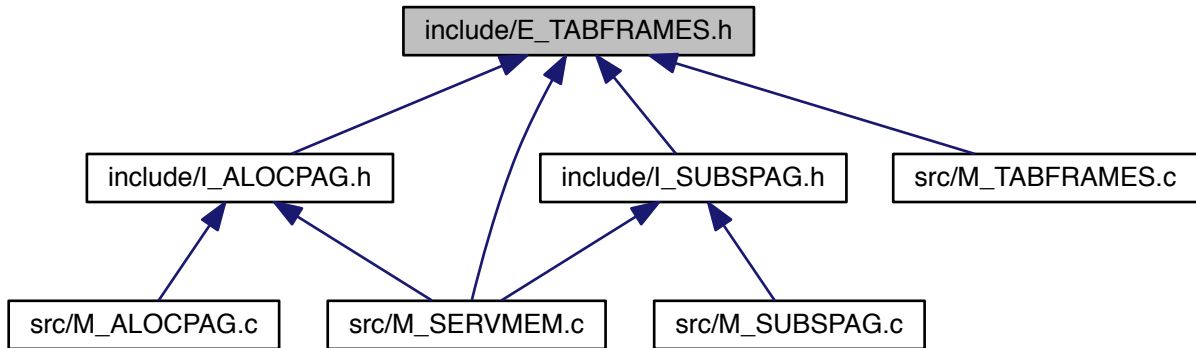 include/E_TABFRAMES.h
include/I_ALOCPAG.h
include/I_SUBSPAG.h
src/M_TABFRAMES.c
src/M_ALOCPAG.c
src/M_SERVMEM.c
src/M_SUBSPAG.c